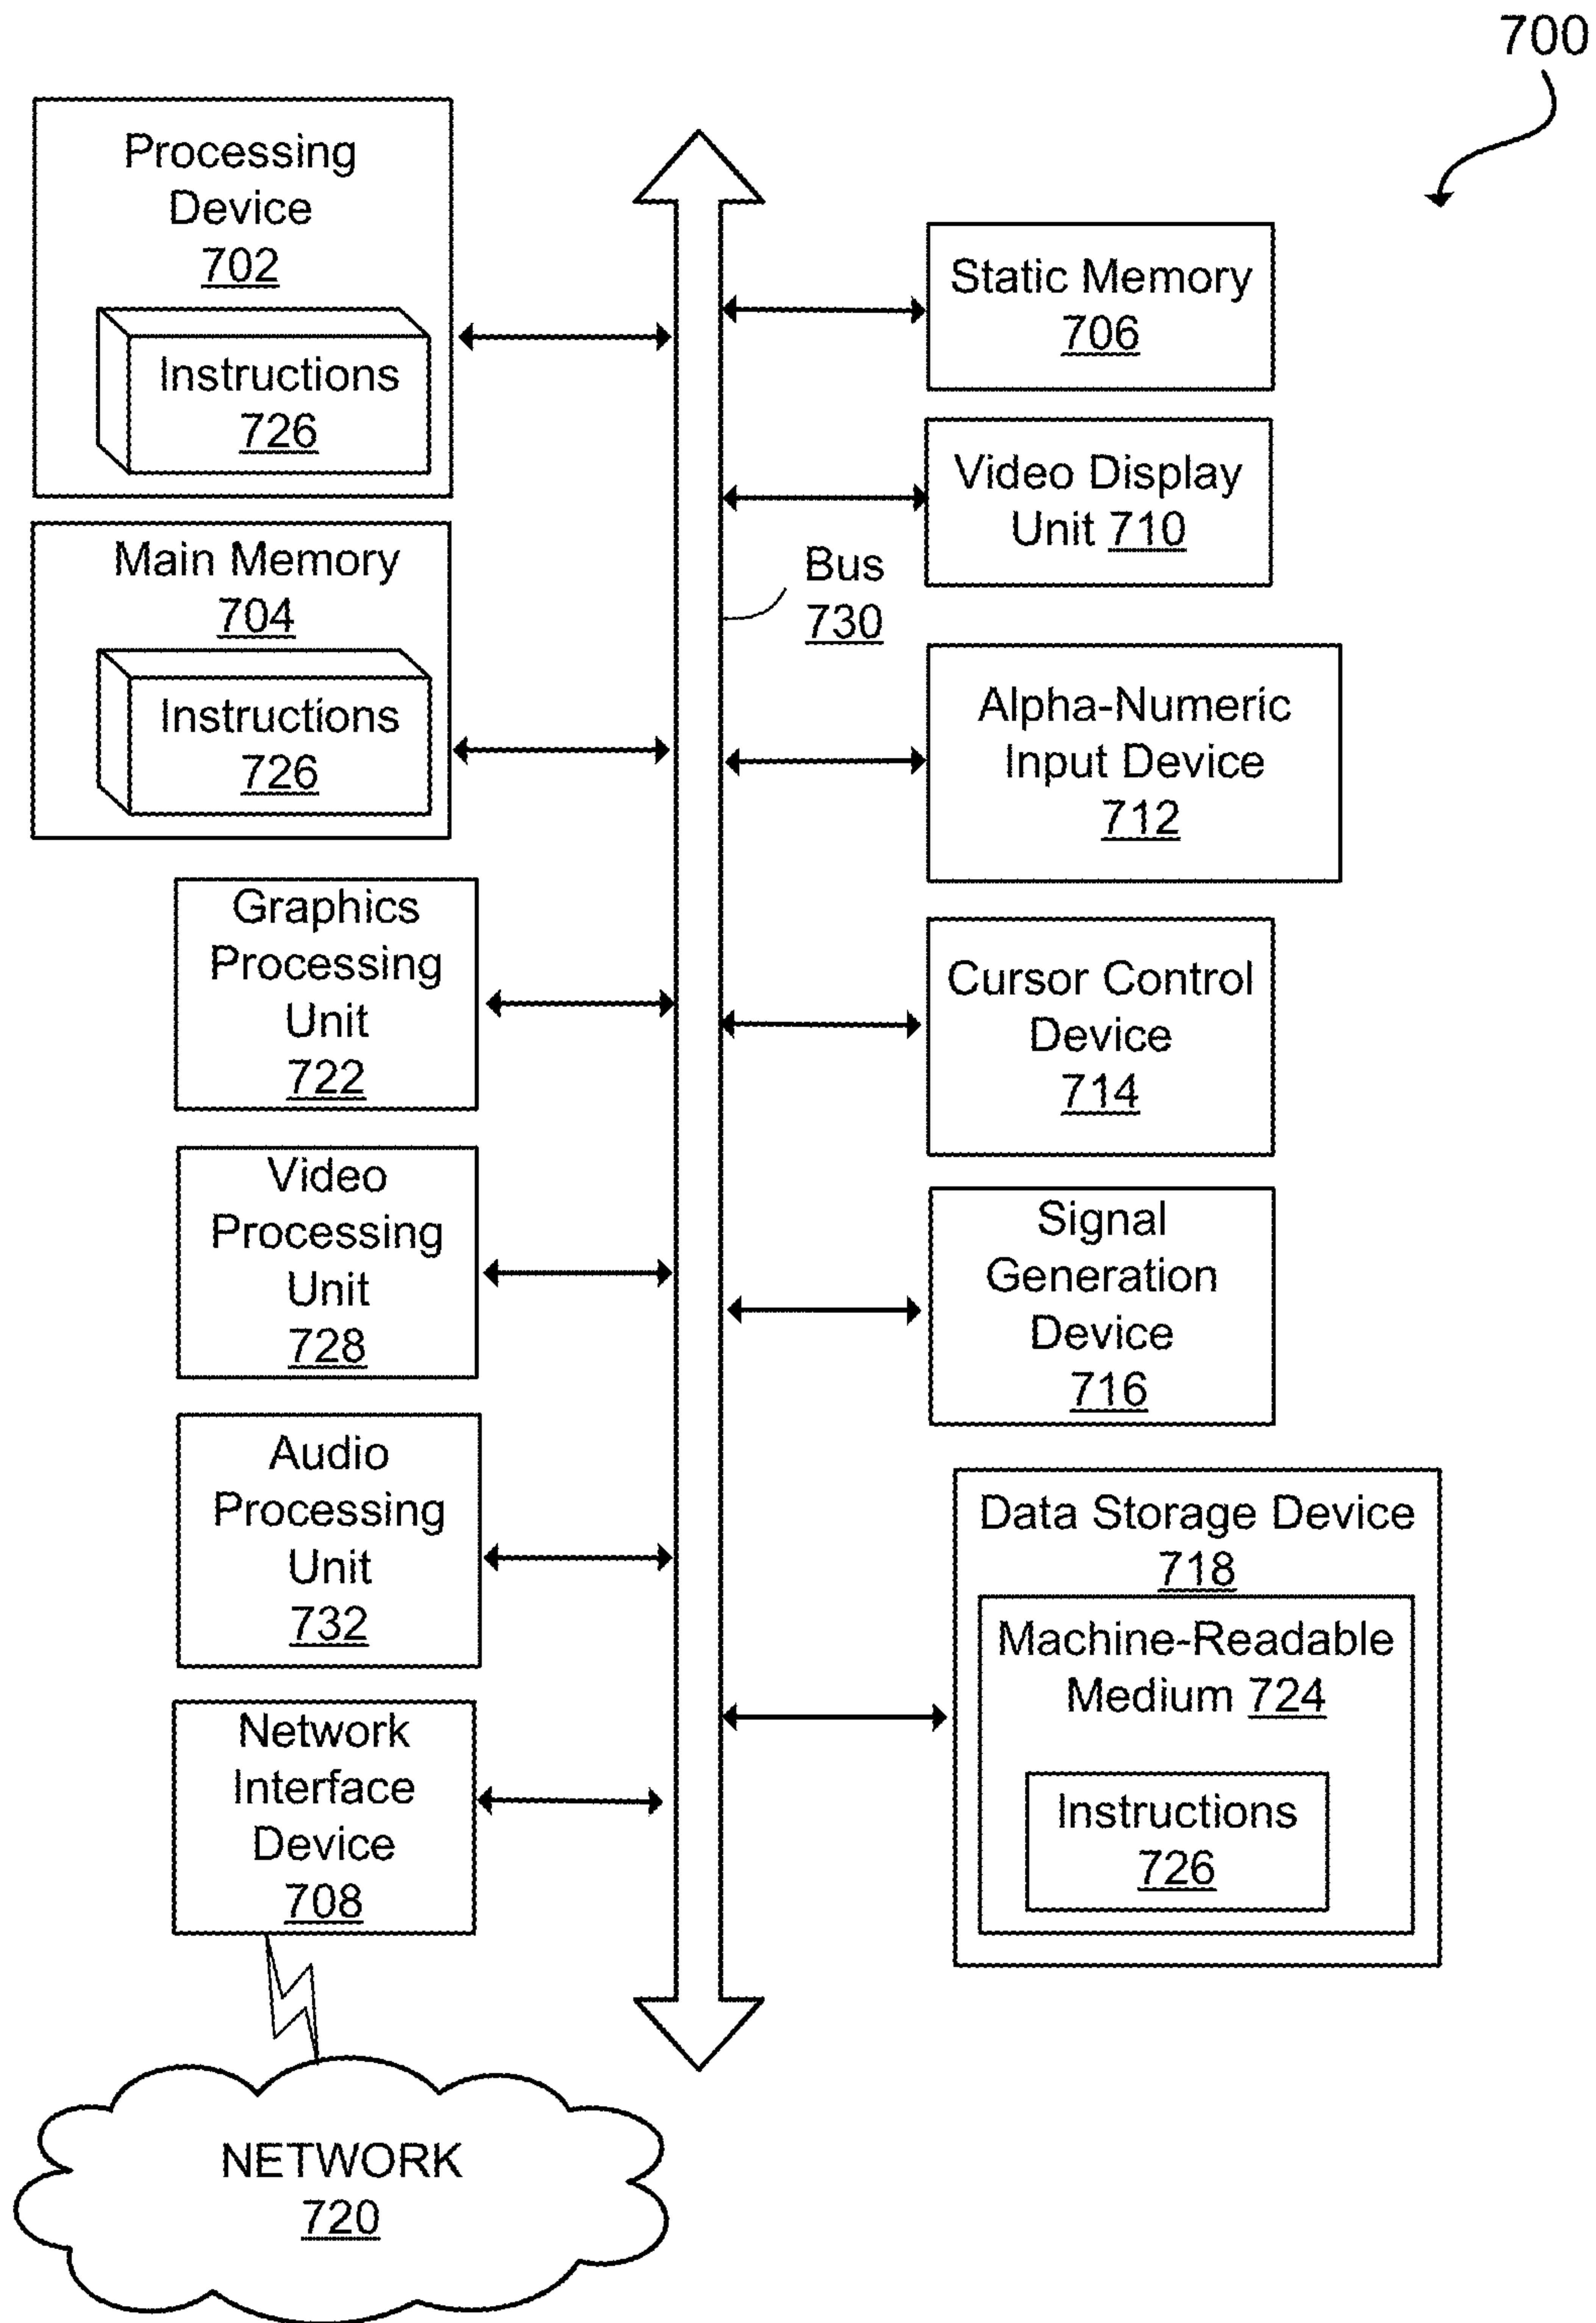 700
Processing
Device
702
Instructions
726
Main Memory
704
Instructions
726
Graphics
Processing
Unit
722
Video
Processing
Unit
728
Audio
Processing
Unit
732
Network
Interface
Device
708
NETWORK
720
Bus
730
Static Memory
706
Video Display
Unit 710
Alpha-Numeric
Input Device
712
Cursor Control
Device
714
Signal
Generation
Device
716
Data Storage Device
718
Machine-Readable
Medium 724
Instructions
726